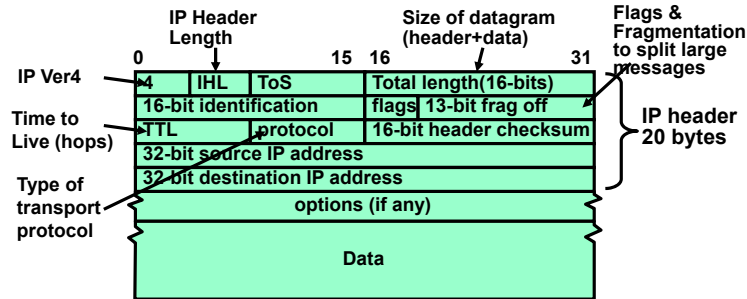 IP Header
Length
Size of datagram
(header+data)
Flags &
Fragmentation
to split large
messages
0
15
16
31
IP Ver4
4
IHL
ToS
Total length(16-bits)
16-bit identification
flags
13-bit frag off
Time to
Live (hops)
TTL
protocol
16-bit header checksum
IP header
20 bytes
32-bit source IP address
32-bit destination IP address
Type of
transport
protocol
options (if any)
Data